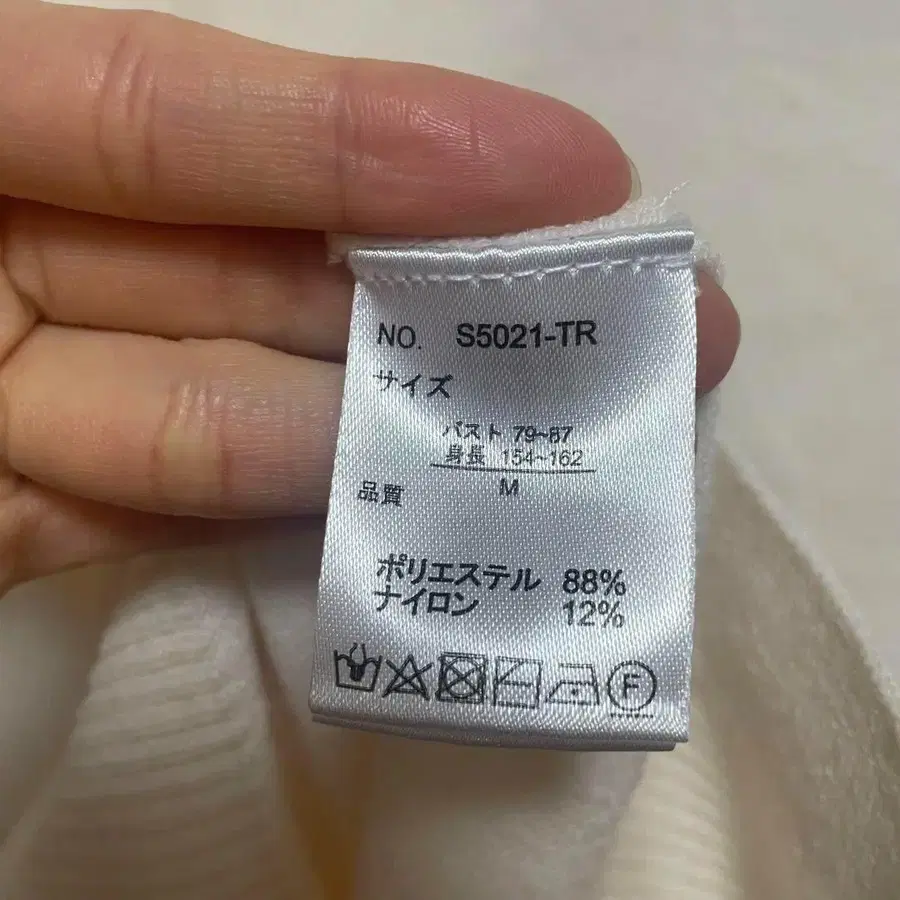 NO. S5021-TR
サイズ
バスト 79~87
身長 154~162
M
品質
ポリエステル 88%
ナイロン 12%
F